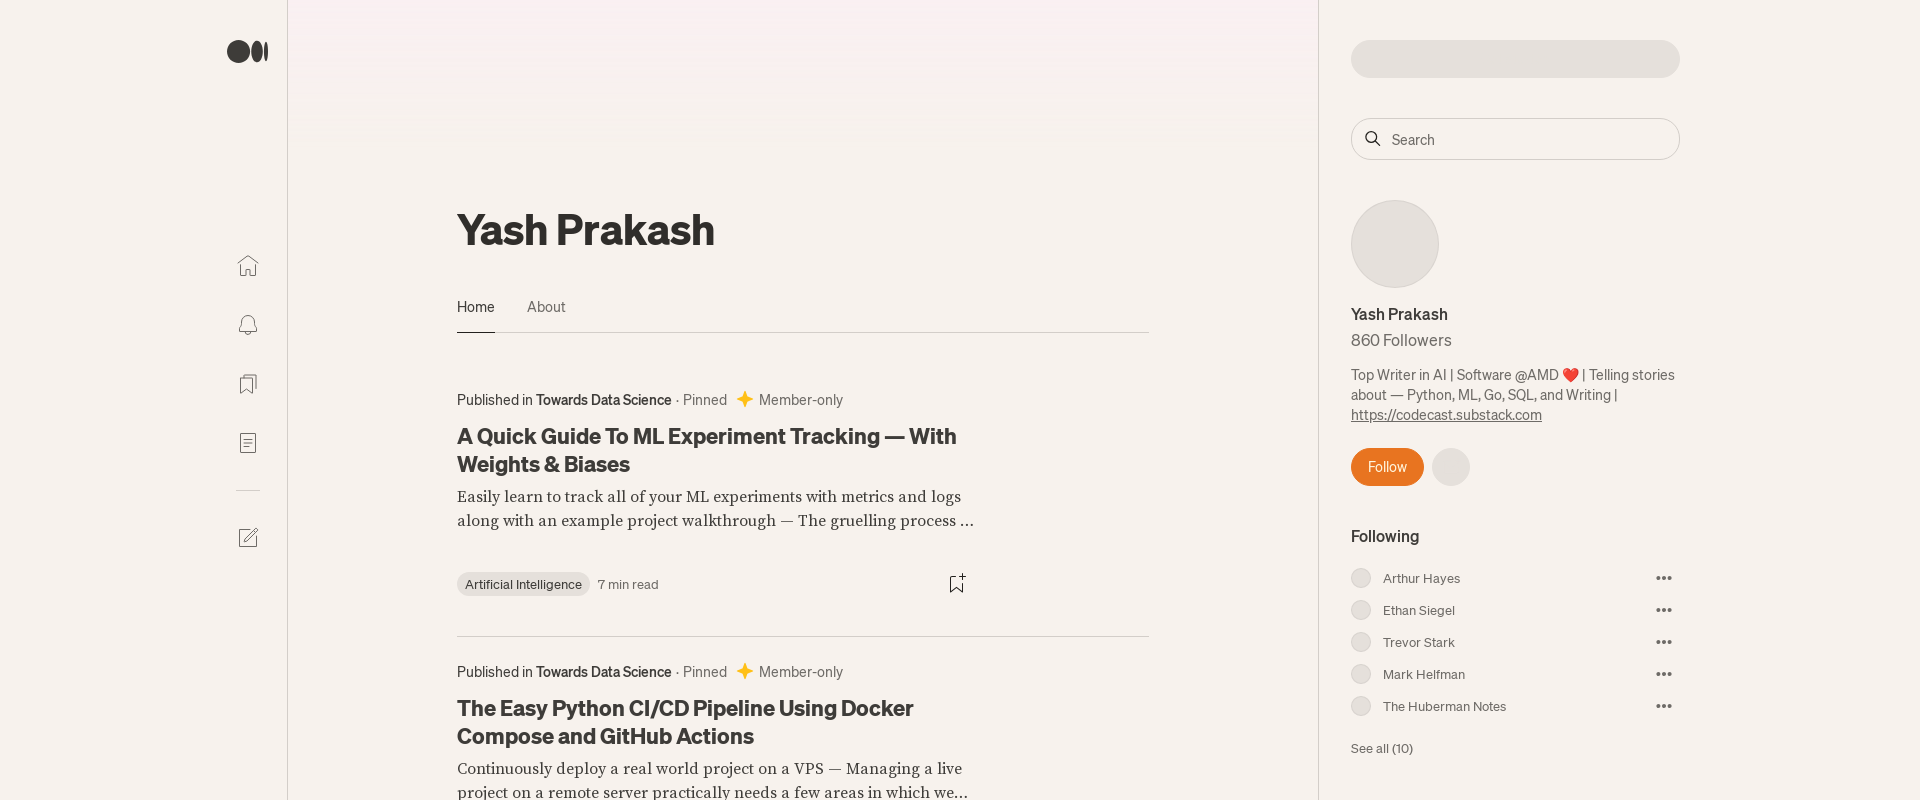 Yash Prakash
Home
About
Published in Towards Data Science · Pinned Member-only
A Quick Guide To ML Experiment Tracking — With
Weights & Biases
Easily learn to track all of your ML experiments with metrics and logs
along with an example project walkthrough — The gruelling process …
Artificial Intelligence
7 min read
Published in Towards Data Science · Pinned Member-only
The Easy Python CI/CD Pipeline Using Docker
Compose and GitHub Actions
Continuously deploy a real world project on a VPS — Managing a live
project on a remote server practically needs a few areas in which we…
Search
Yash Prakash
860 Followers
Top Writer in AI | Software @AMD ❤️ | Telling stories
about — Python, ML, Go, SQL, and Writing |
https://codecast.substack.com
Follow
Following
Arthur Hayes
Ethan Siegel
Trevor Stark
Mark Helfman
The Huberman Notes
See all (10)